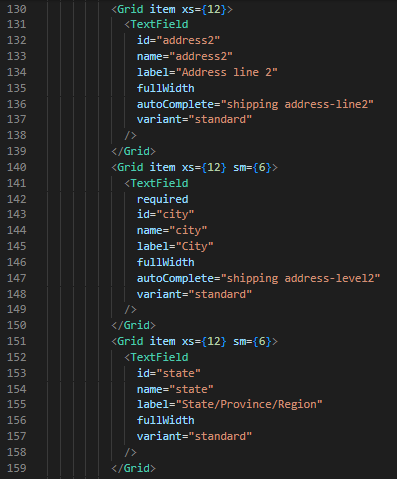 130 <Grid item xs={12}>
131 <TextField
132 id="address2"
133 name="address2"
134 label="Address line 2"
135 fullWidth
136 autoComplete="shipping address-line2"
137 variant="standard"
138 />
139 </Grid>
140 <Grid item xs={12} sm={6}>
141 <TextField
142 required
143 id="city"
144 name="city"
145 label="City"
146 fullWidth
147 autoComplete="shipping address-level2"
148 variant="standard"
149 />
150 </Grid>
151 <Grid item xs={12} sm={6}>
152 <TextField
153 id="state"
154 name="state"
155 label="State/Province/Region"
156 fullWidth
157 variant="standard"
158 />
159 </Grid>